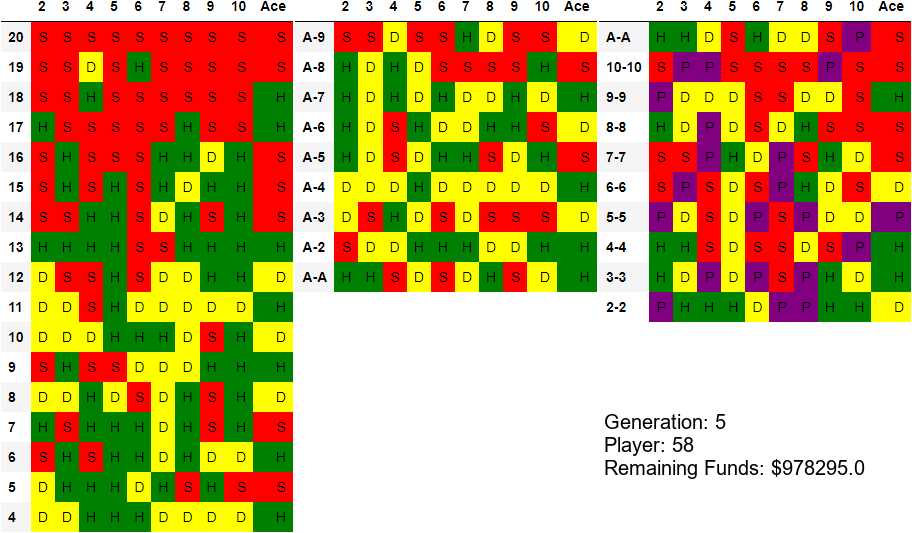 2 3 4 5 6 7 8 9 10 Ace
20 S S S S S S S S S S
19 S S D S H S S S S S
18 S S H S S S S S S H
17 H S S S S S H S S H
16 S H S S S H H D H S
15 S H S H S H D H H S
14 S S H H S D H S H S
13 H H H H S S H H H H
12 D S S H S D D H H D
11 D D S H D D D D D H
10 D D D H H H D S H D
9 S H S S D D D H H H
8 D D H D S D H S H D
7 H S H H H D H S H S
6 S H S H H D H D D H
5 D H H H D H S H S S
4 D D H H H D D D D H
2 3 4 5 6 7 8 9 10 Ace
A-9 S S D S S H D S S D
A-8 H D H D S S S S H S
A-7 H D H D H D D H D H
A-6 H D S H D D H H S D
A-5 H D S D H H S D H S
A-4 D D D H D D D D D H
A-3 D S H D S D S S S D
A-2 S D D H H H D D H H
A-A H H S D S D H S D H
2 3 4 5 6 7 8 9 10 Ace
A-A H H D S H D D S P S
10-10 S P P S S S S P S S
9-9 P D D D S S D D S H
8-8 H D P D S D H S S S
7-7 S S P H D P S H D S
6-6 S P S D S P H D S D
5-5 P D S D P S P D D P
4-4 H H S D S S D S P H
3-3 H D P D P S P H D H
2-2 P H H H D P P H H D
Generation: 5
Player: 58
Remaining Funds: $978295.0